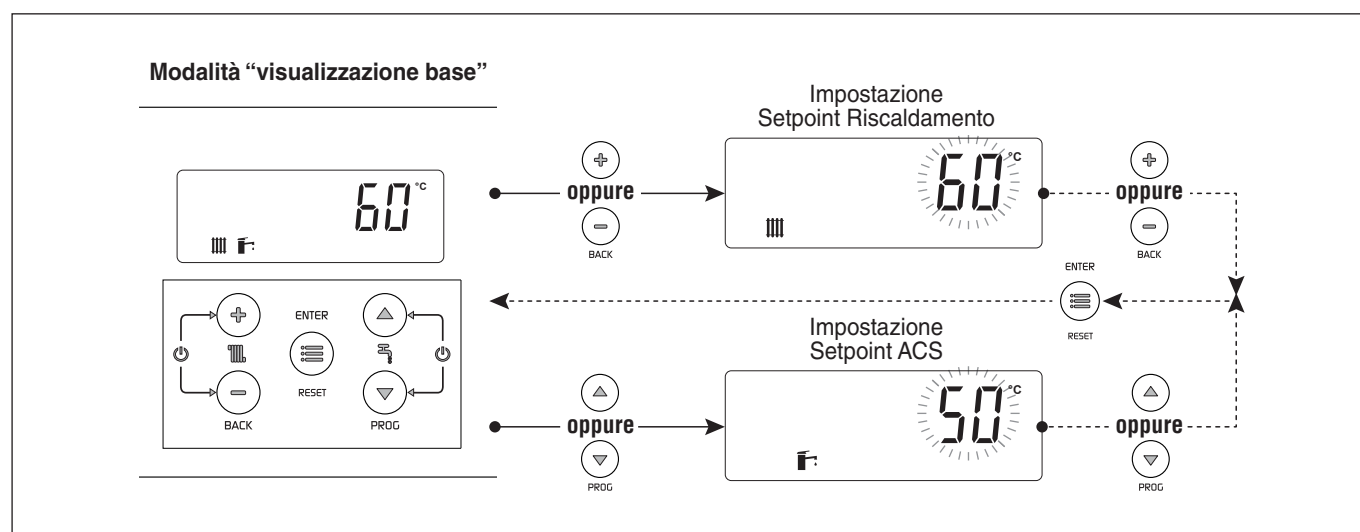 Modalità “visualizzazione base”
60 °C
ENTER
BACK
RESET
PROG
oppure
BACK
Impostazione
Setpoint Riscaldamento
60 °C
oppure
BACK
ENTER
RESET
oppure
PROG
Impostazione
Setpoint ACS
50 °C
oppure
PROG